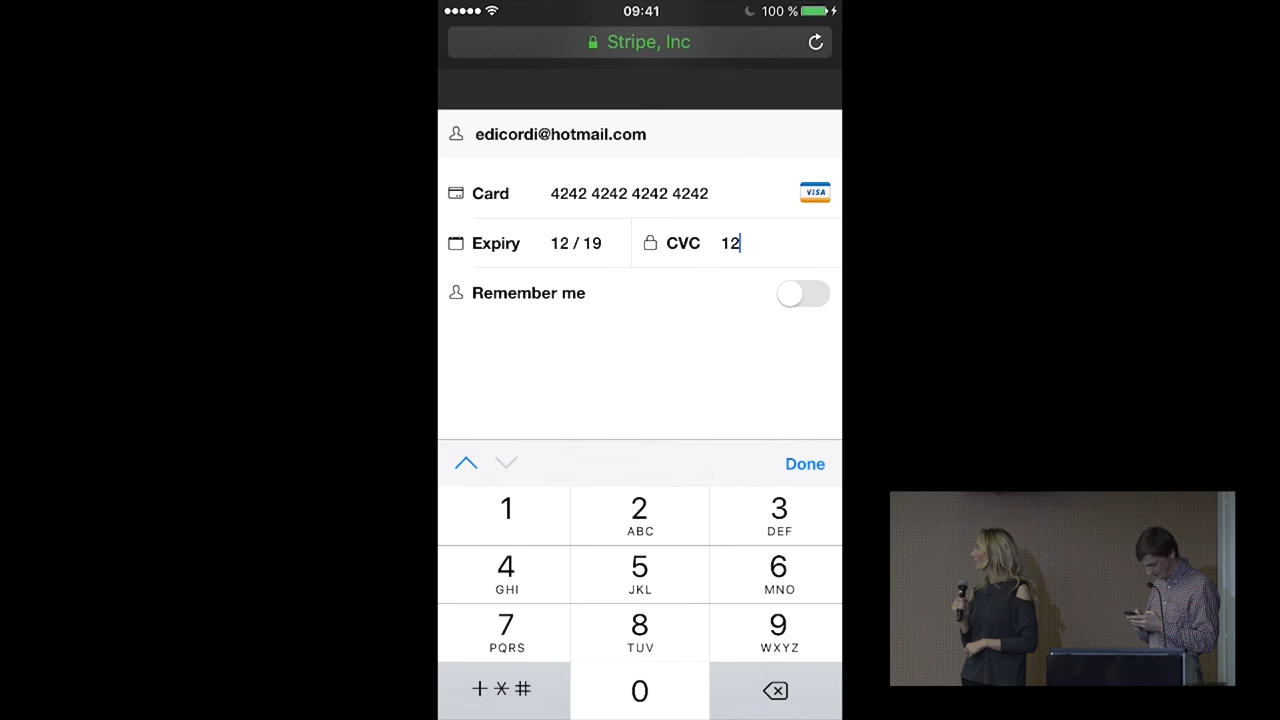 09:41
100 %
Stripe, Inc
edicordi@hotmail.com
Card 4242 4242 4242 4242 VISA
Expiry 12 / 19 CVC 12
Remember me
Done
1 2 3
ABC DEF
4 5 6
GHI JKL MNO
7 8 9
PQRS TUV WXYZ
+ * # 0